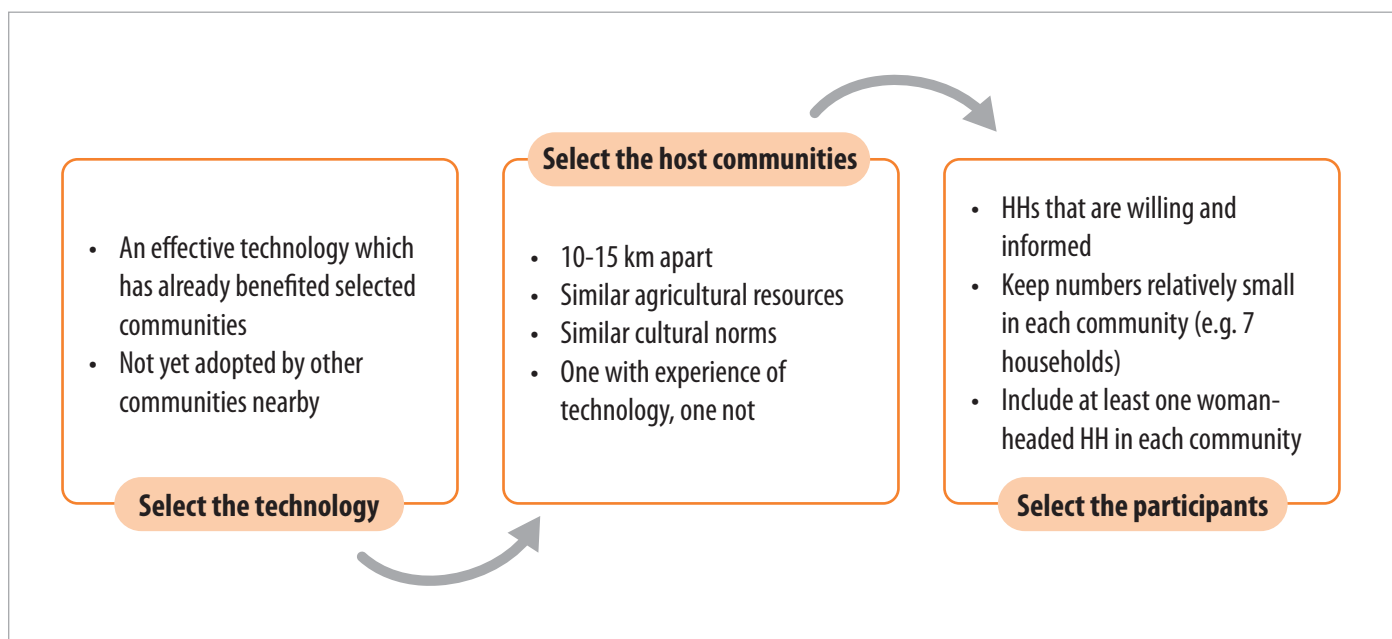 • An effective technology which
has already benefited selected
communities
• Not yet adopted by other
communities nearby
Select the technology
Select the host communities
• 10-15 km apart
• Similar agricultural resources
• Similar cultural norms
• One with experience of
technology, one not
• HHs that are willing and
informed
• Keep numbers relatively small
in each community (e.g. 7
households)
• Include at least one woman-
headed HH in each community
Select the participants